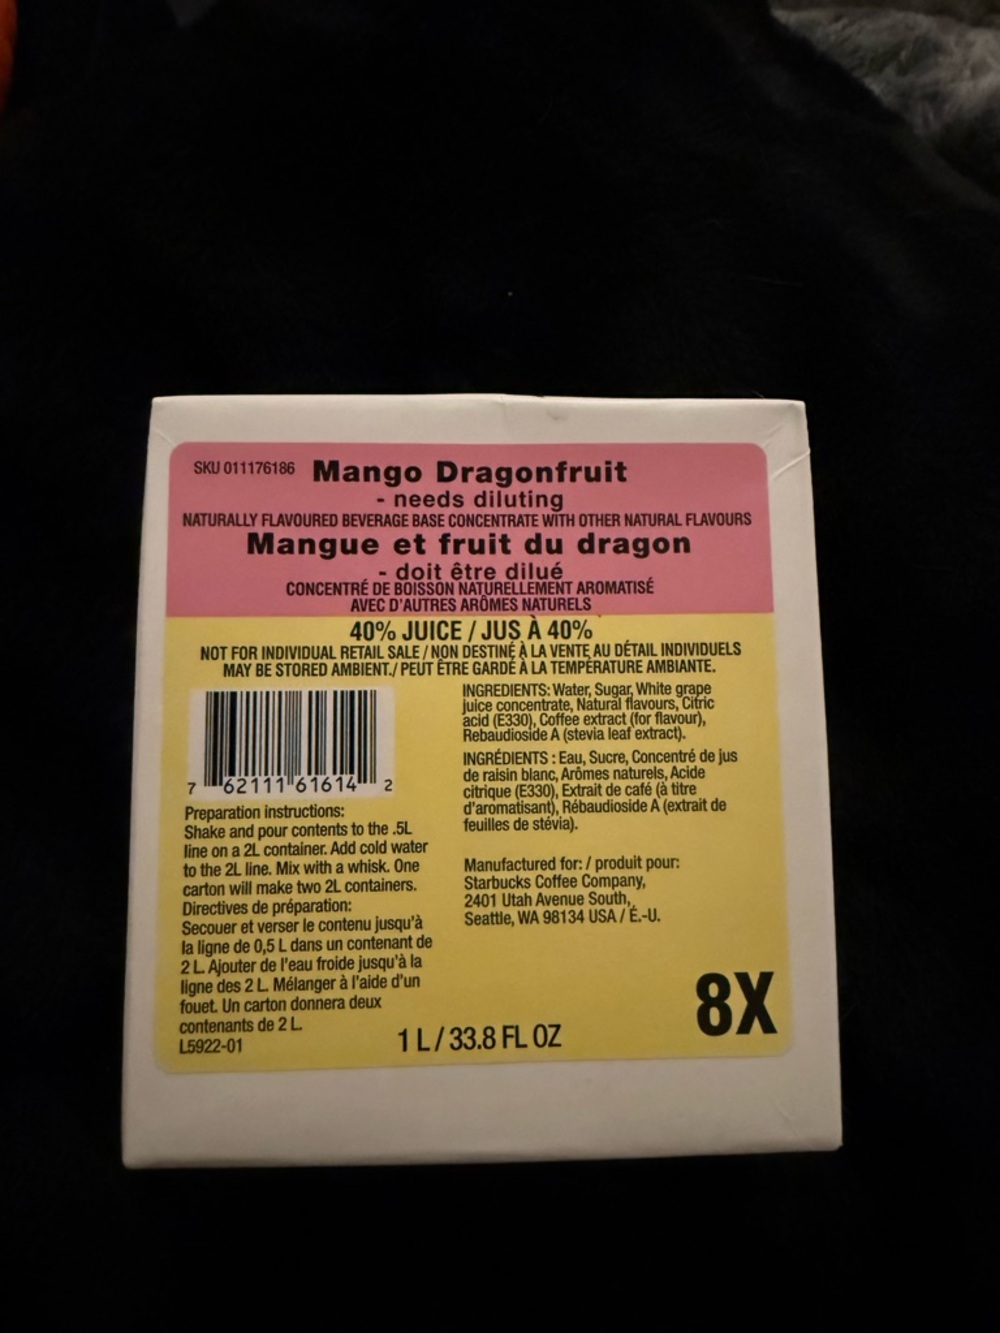 SKU 011176186 Mango Dragonfruit
- needs diluting
NATURALLY FLAVOURED BEVERAGE BASE CONCENTRATE WITH OTHER NATURAL FLAVOURS
Mangue et fruit du dragon
- doit être dilué
CONCENTRÉ DE BOISSON NATURELLEMENT AROMATISÉ
AVEC D'AUTRES ARÔMES NATURELS
40% JUICE / JUS À 40%
NOT FOR INDIVIDUAL RETAIL SALE / NON DESTINÉ À LA VENTE AU DÉTAIL INDIVIDUELS
MAY BE STORED AMBIENT./ PEUT ÊTRE GARDÉ À LA TEMPÉRATURE AMBIANTE.
7 62111 61614 2
Preparation instructions:
Shake and pour contents to the .5L
line on a 2L container. Add cold water
to the 2L line. Mix with a whisk. One
carton will make two 2L containers.
Directives de préparation:
Secouer et verser le contenu jusqu'à
la ligne de 0,5 L dans un contenant de
2 L. Ajouter de l'eau froide jusqu'à la
ligne des 2 L. Mélanger à l'aide d'un
fouet. Un carton donnera deux
contenants de 2 L.
L5922-01
INGREDIENTS: Water, Sugar, White grape
juice concentrate, Natural flavours, Citric
acid (E330), Coffee extract (for flavour),
Rebaudioside A (stevia leaf extract).
INGRÉDIENTS : Eau, Sucre, Concentré de jus
de raisin blanc, Arômes naturels, Acide
citrique (E330), Extrait de café (à titre
d'aromatisant), Rébaudioside A (extrait de
feuilles de stévia).
Manufactured for: / produit pour:
Starbucks Coffee Company,
2401 Utah Avenue South,
Seattle, WA 98134 USA / É.-U.
1 L / 33.8 FL OZ
8X